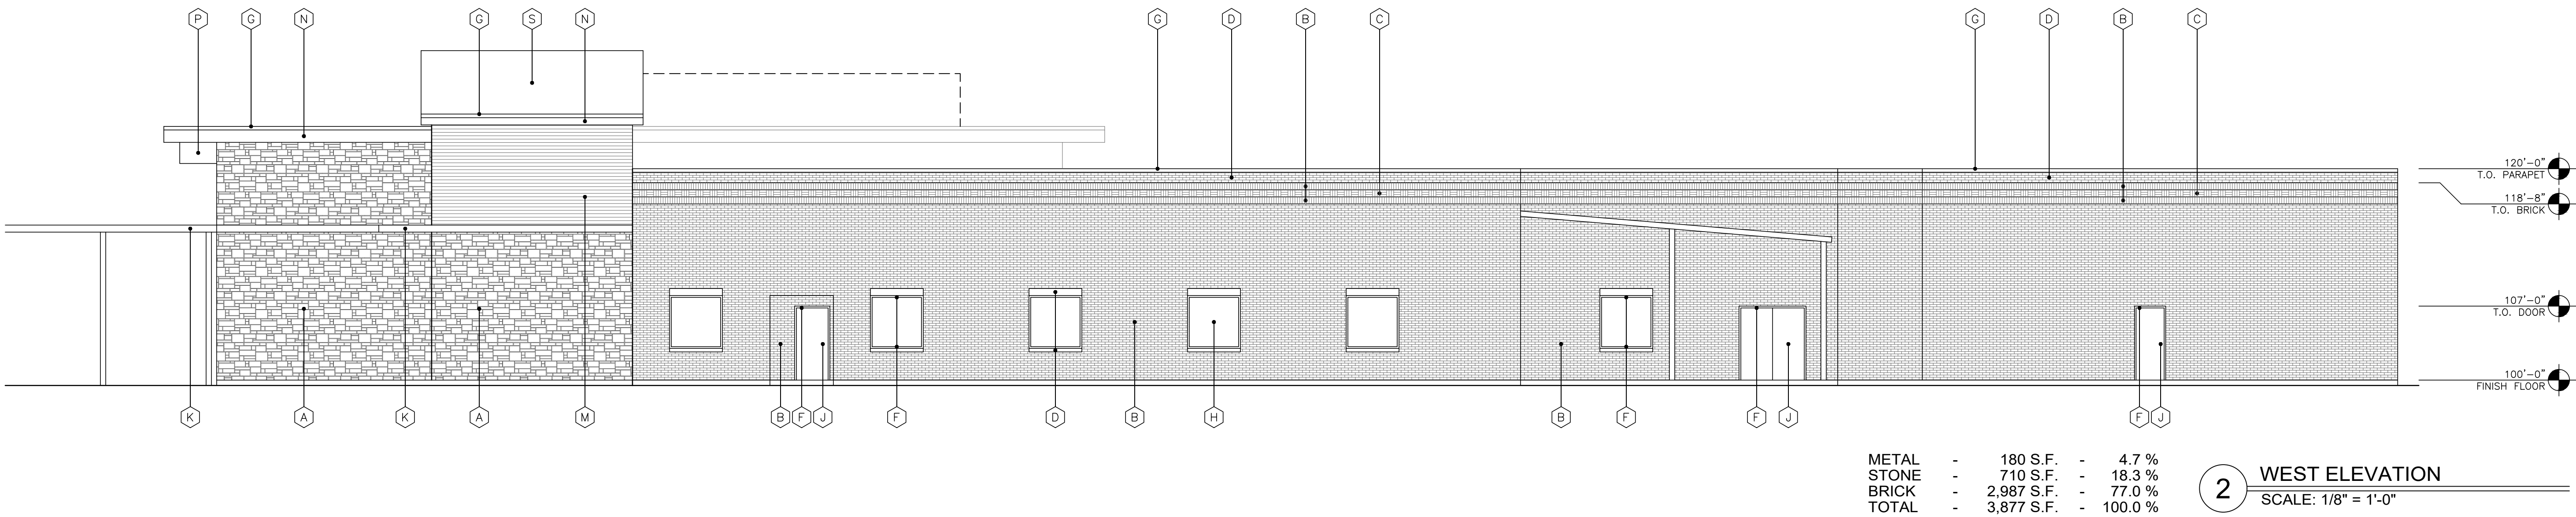 P G N G S N G D B C G D B C
120'-0"
T.O. PARAPET
118'-8"
T.O. BRICK
107'-0"
T.O. DOOR
100'-0"
FINISH FLOOR
K A K A M B F J F D B H B F F J F J
METAL - 180 S.F. - 4.7 %
STONE - 710 S.F. - 18.3 %
BRICK - 2,987 S.F. - 77.0 %
TOTAL - 3,877 S.F. - 100.0 %
2 WEST ELEVATION
SCALE: 1/8" = 1'-0"